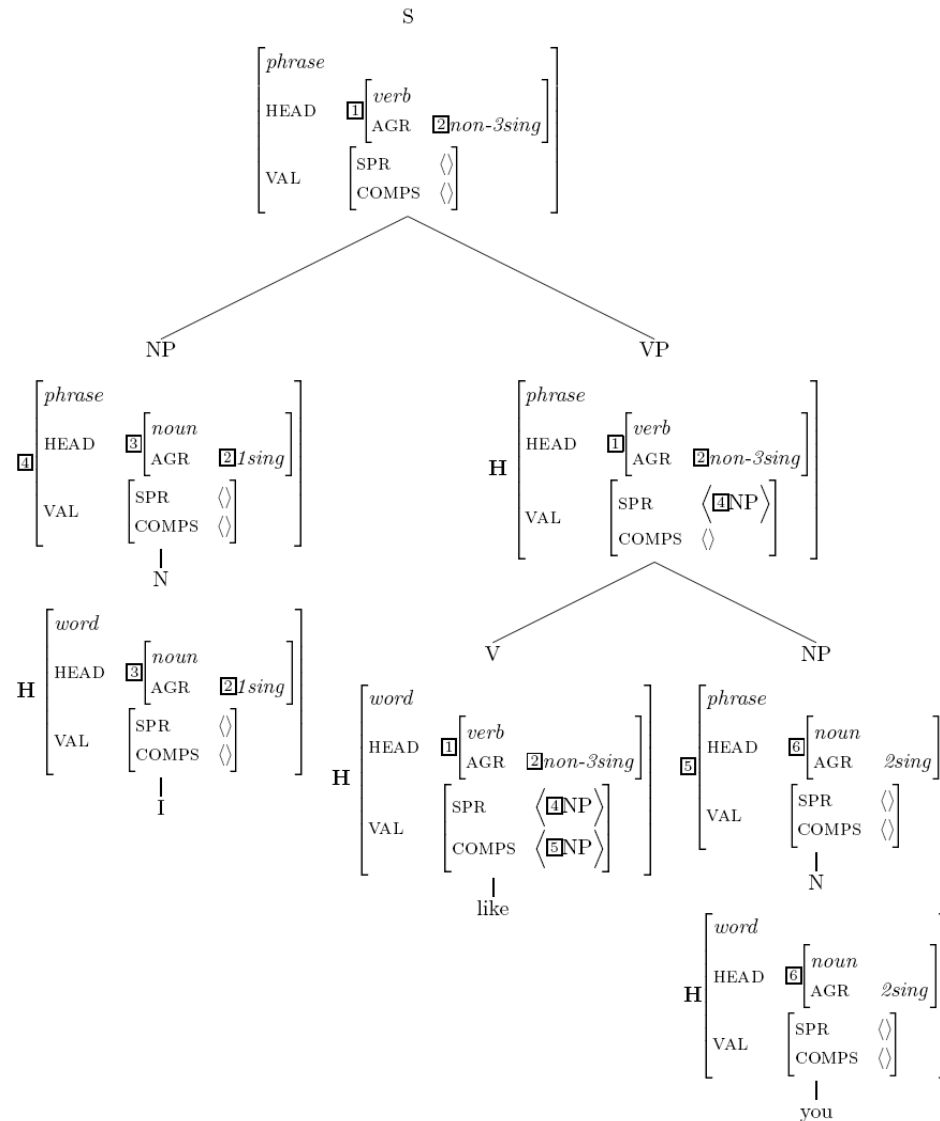 S
phrase
HEAD 1 verb
AGR 2 non-3sing
VAL SPR ⟨⟩
COMPS ⟨⟩
NP VP
4 phrase
HEAD 3 noun
AGR 2 1sing
VAL SPR ⟨⟩
COMPS ⟨⟩
H phrase
HEAD 1 verb
AGR 2 non-3sing
VAL SPR ⟨ 4 NP ⟩
COMPS ⟨⟩
N
H word
HEAD 3 noun
AGR 2 1sing
VAL SPR ⟨⟩
COMPS ⟨⟩
I
V NP
H word
HEAD 1 verb
AGR 2 non-3sing
VAL SPR ⟨ 4 NP ⟩
COMPS ⟨ 5 NP ⟩
like
5 phrase
HEAD 6 noun
AGR 2sing
VAL SPR ⟨⟩
COMPS ⟨⟩
N
H word
HEAD 6 noun
AGR 2sing
VAL SPR ⟨⟩
COMPS ⟨⟩
you